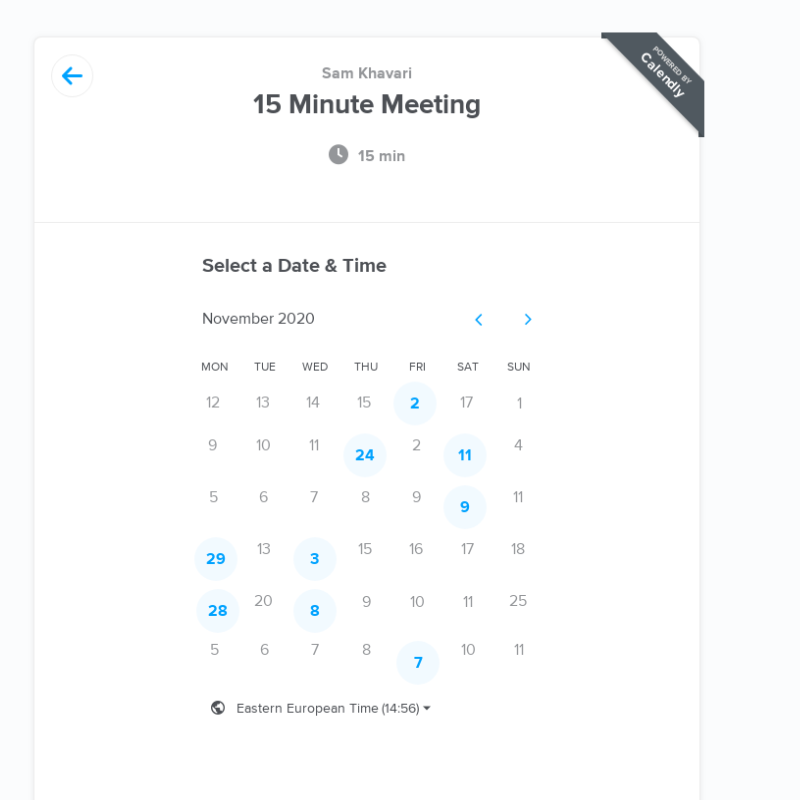 POWERED BY
Calendly
Sam Khavari
15 Minute Meeting
15 min
Select a Date & Time
November 2020
MON TUE WED THU FRI SAT SUN
12 13 14 15 2 17 1
9 10 11 24 2 11 4
5 6 7 8 9 9 11
29 13 3 15 16 17 18
28 20 8 9 10 11 25
5 6 7 8 7 10 11
Eastern European Time (14:56)